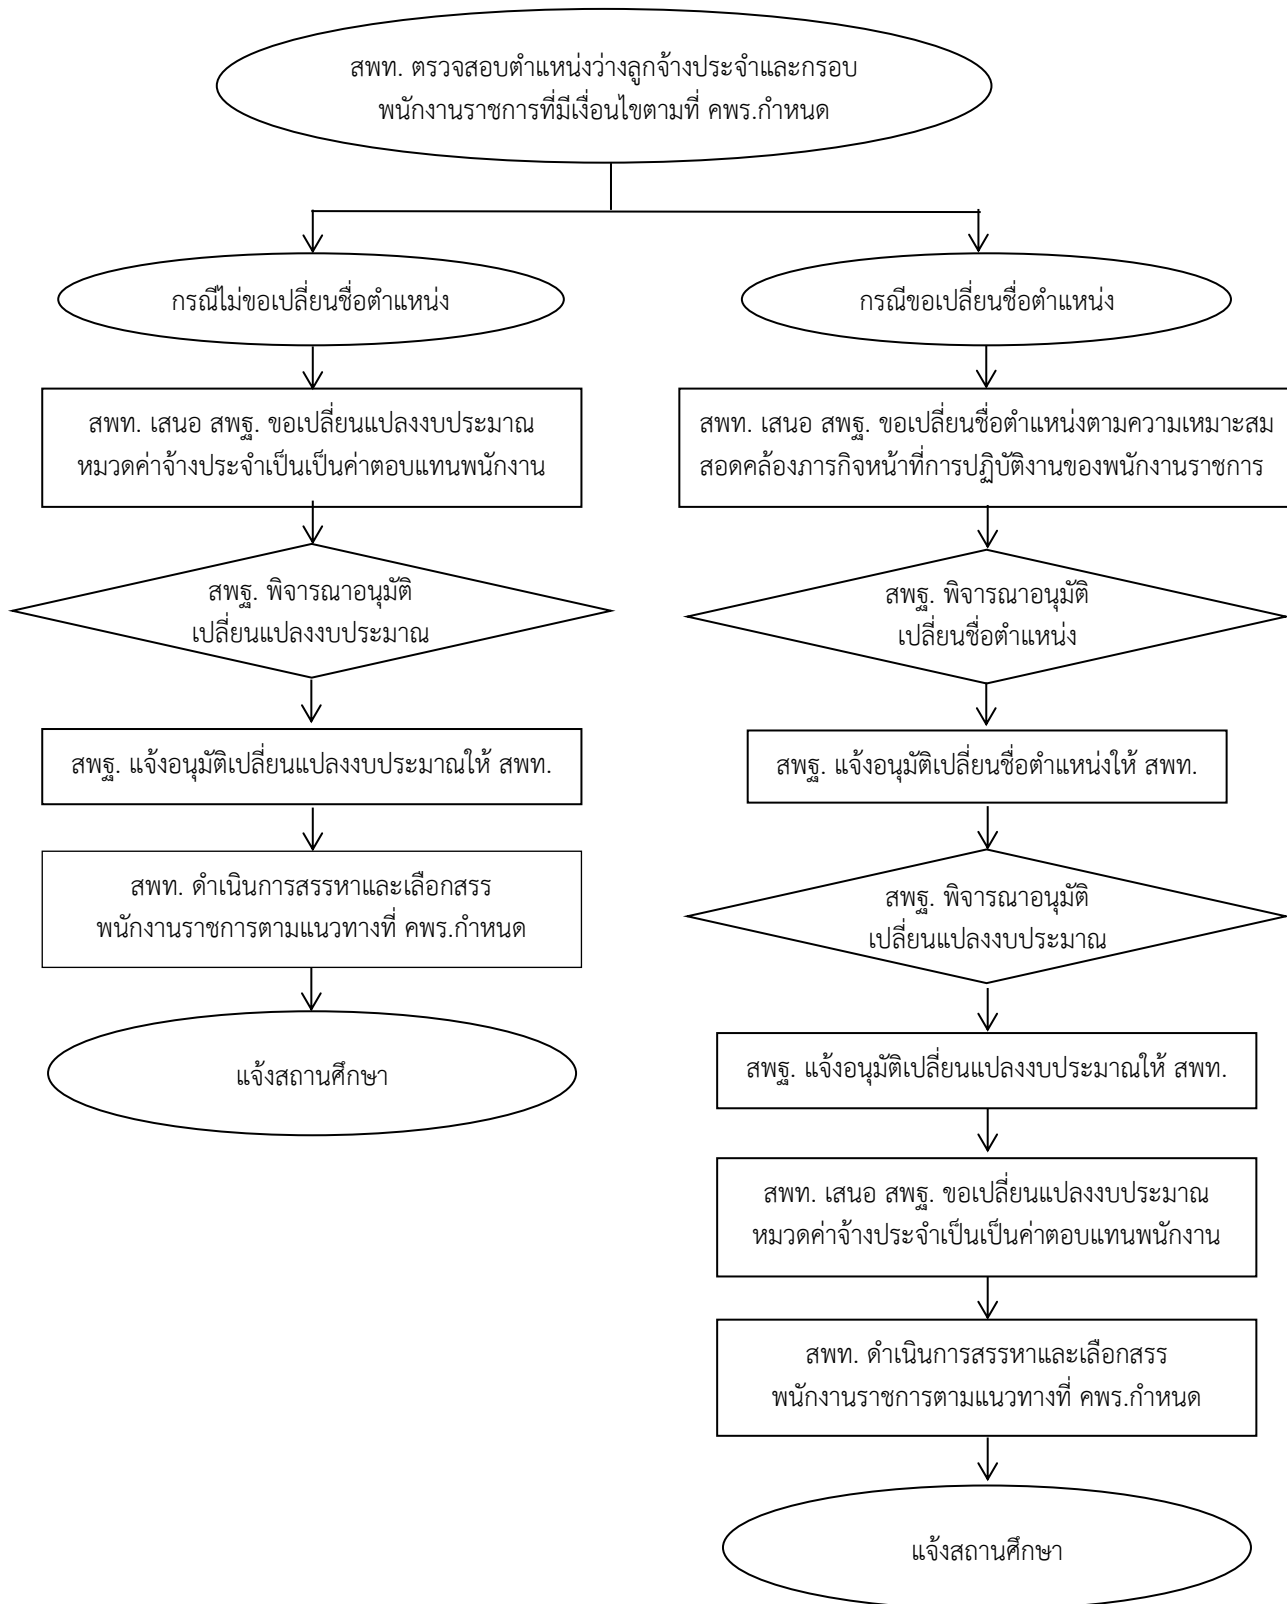 สพท. ตรวจสอบตำแหน่งว่างลูกจ้างประจำและกรอบ
พนักงานราชการที่มีเงื่อนไขตามที่ คพร.กำหนด
กรณีไม่ขอเปลี่ยนชื่อตำแหน่ง
สพท. เสนอ สพฐ. ขอเปลี่ยนแปลงงบประมาณ
หมวดค่าจ้างประจำเป็นเป็นค่าตอบแทนพนักงาน
สพฐ. พิจารณาอนุมัติ
เปลี่ยนแปลงงบประมาณ
สพฐ. แจ้งอนุมัติเปลี่ยนแปลงงบประมาณให้ สพท.
สพท. ดำเนินการสรรหาและเลือกสรร
พนักงานราชการตามแนวทางที่ คพร.กำหนด
แจ้งสถานศึกษา
กรณีขอเปลี่ยนชื่อตำแหน่ง
สพท. เสนอ สพฐ. ขอเปลี่ยนชื่อตำแหน่งตามความเหมาะสม
สอดคล้องภารกิจหน้าที่การปฏิบัติงานของพนักงานราชการ
สพฐ. พิจารณาอนุมัติ
เปลี่ยนชื่อตำแหน่ง
สพฐ. แจ้งอนุมัติเปลี่ยนชื่อตำแหน่งให้ สพท.
สพฐ. พิจารณาอนุมัติ
เปลี่ยนแปลงงบประมาณ
สพฐ. แจ้งอนุมัติเปลี่ยนแปลงงบประมาณให้ สพท.
สพท. เสนอ สพฐ. ขอเปลี่ยนแปลงงบประมาณ
หมวดค่าจ้างประจำเป็นเป็นค่าตอบแทนพนักงาน
สพท. ดำเนินการสรรหาและเลือกสรร
พนักงานราชการตามแนวทางที่ คพร.กำหนด
แจ้งสถานศึกษา